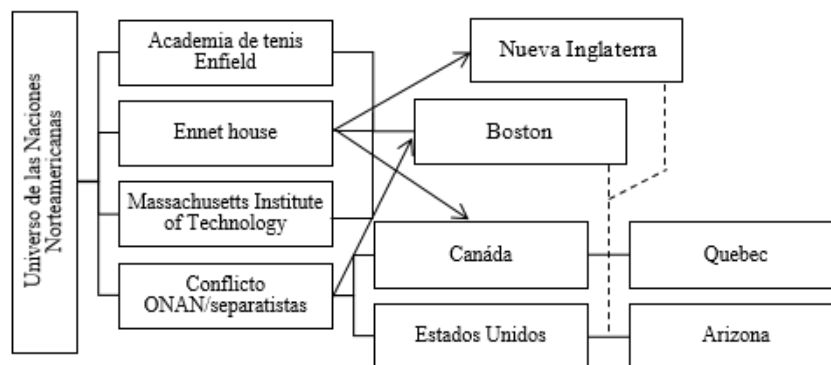 Universo de las Naciones
Norteamericanas
Academia de tenis
Enfield
Ennet house
Massachusetts Institute
of Technology
Conflicto
ONAN/separatistas
Nueva Inglaterra
Boston
Canáda
Quebec
Estados Unidos
Arizona